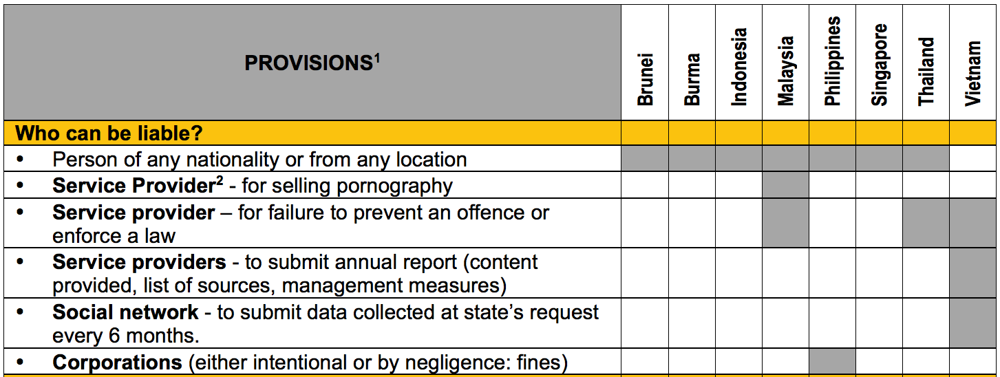 PROVISIONS¹
Brunei
Burma
Indonesia
Malaysia
Philippines
Singapore
Thailand
Vietnam
Who can be liable?
• Person of any nationality or from any location
• Service Provider² - for selling pornography
• Service provider – for failure to prevent an offence or
enforce a law
• Service providers - to submit annual report (content
provided, list of sources, management measures)
• Social network - to submit data collected at state’s request
every 6 months.
• Corporations (either intentional or by negligence: fines)